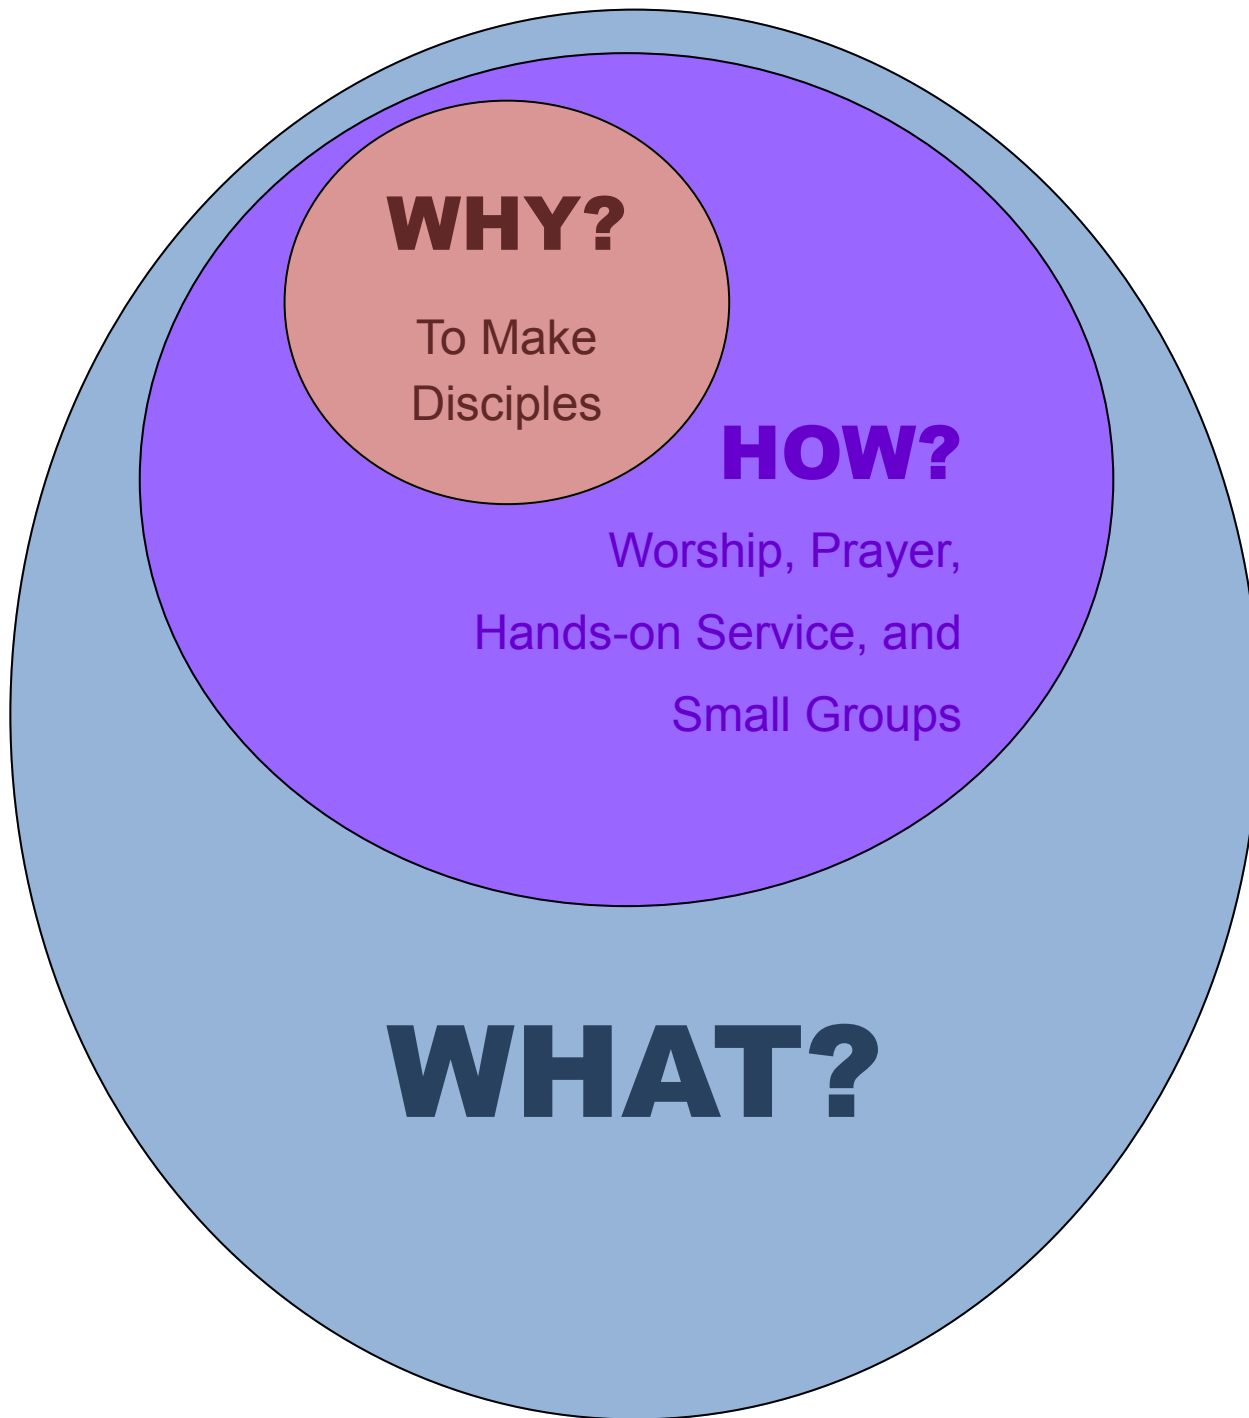 WHY?
To Make
Disciples
HOW?
Worship, Prayer,
Hands-on Service, and
Small Groups
WHAT?